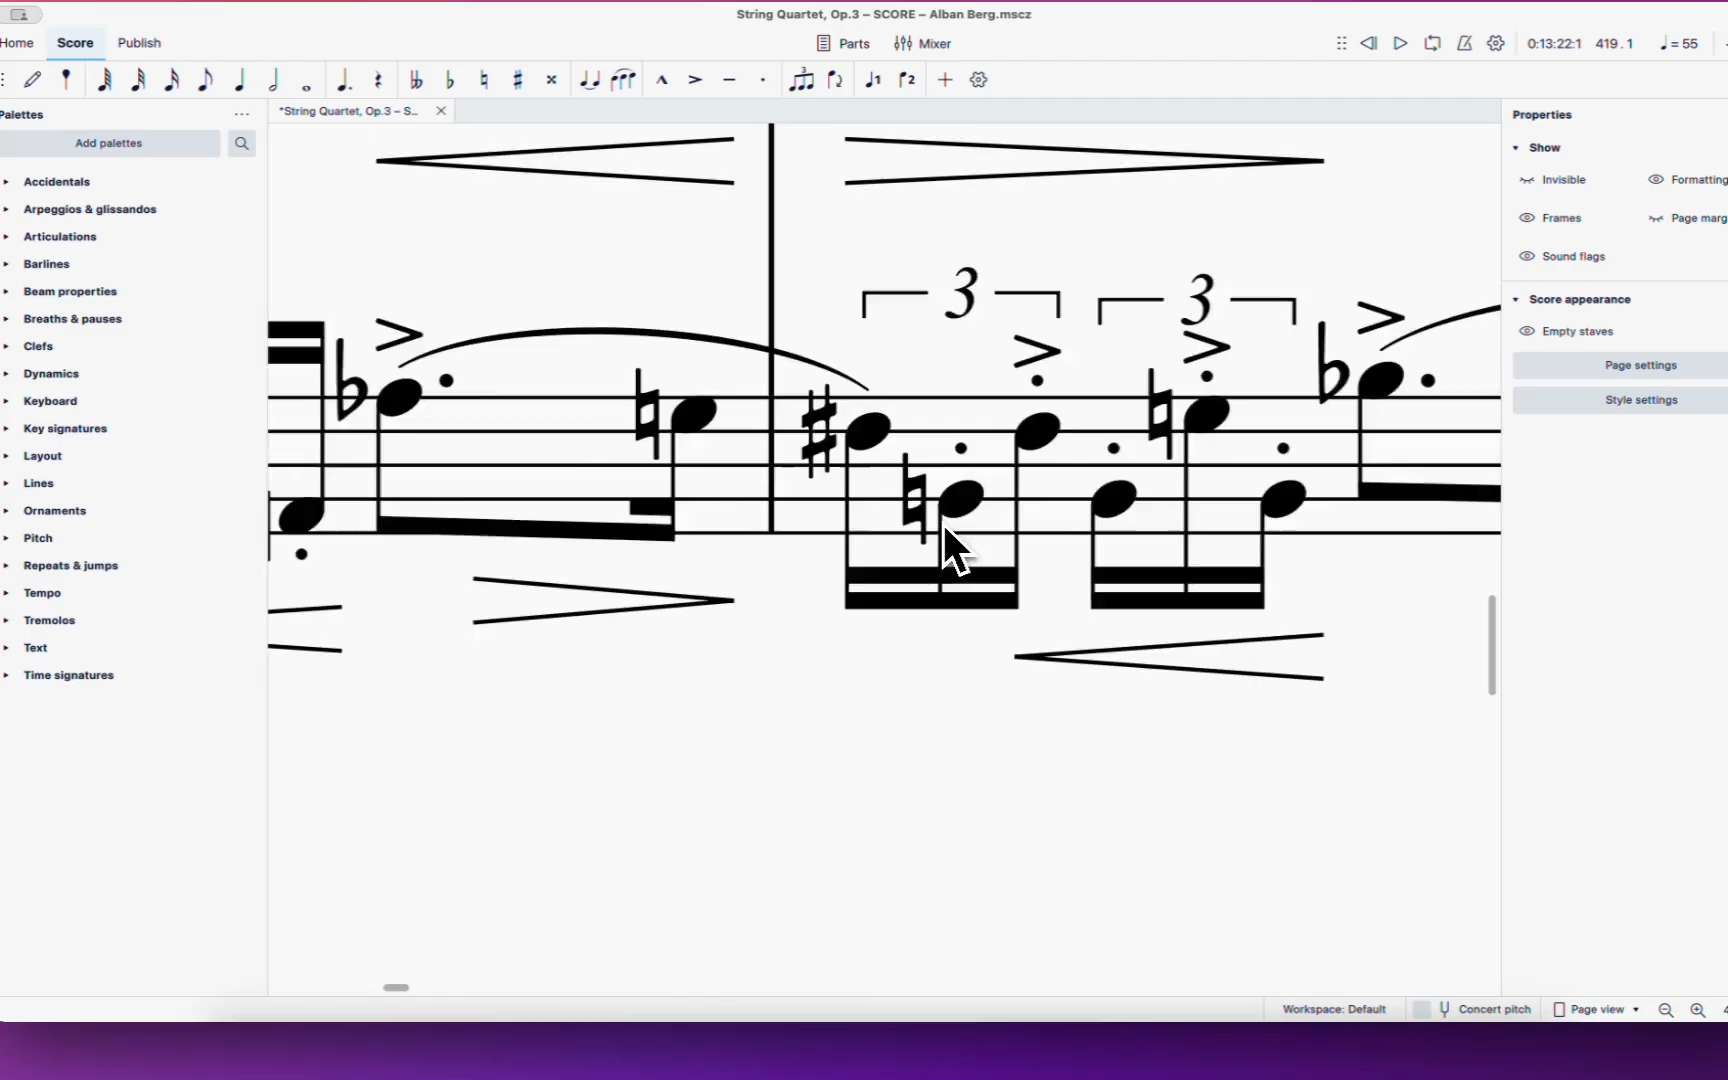 String Quartet, Op.3 – SCORE – Alban Berg.mscz
Home Score Publish Parts Mixer 0:13:22:1 419 . 1 = 55
3 1 2
Palettes
*String Quartet, Op.3 – S...
Properties
Add palettes
Show
Accidentals
Invisible Formatting
Arpeggios & glissandos
Frames Page marg
Articulations
Sound flags
Barlines
Score appearance
Beam properties
Empty staves
Breaths & pauses
Page settings
Clefs
Style settings
Dynamics
Keyboard
Key signatures
Layout
Lines
Ornaments
Pitch
Repeats & jumps
Tempo
Tremolos
Text
Time signatures
3 3
Workspace: Default Concert pitch Page view